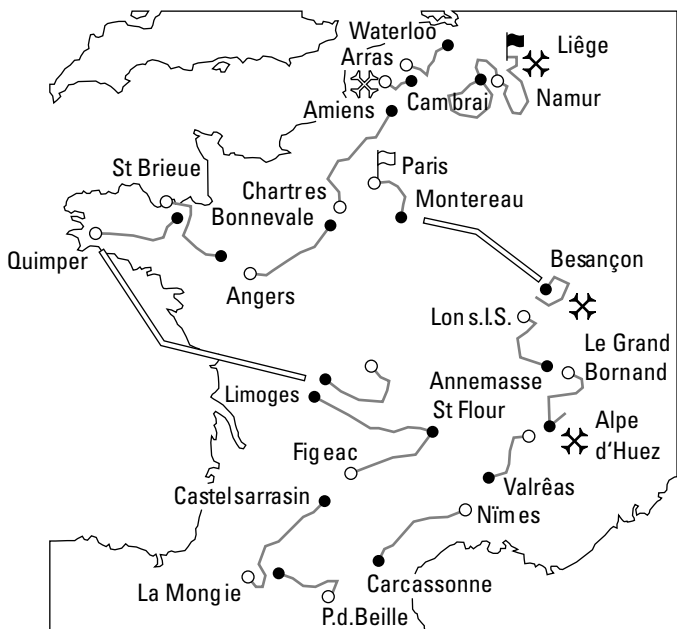 Waterloo
Arras
Liège
Amiens
Cambrai
Namur
St Brieue
Paris
Chartres
Bonnevale
Montereau
Quimper
Angers
Besançon
Lon s.I.S.
Le Grand
Bornand
Annemasse
Limoges
St Flour
Alpe
d'Huez
Figeac
Valrêas
Castelsarrasin
Nïmes
La Mongie
Carcassonne
P.d.Beille